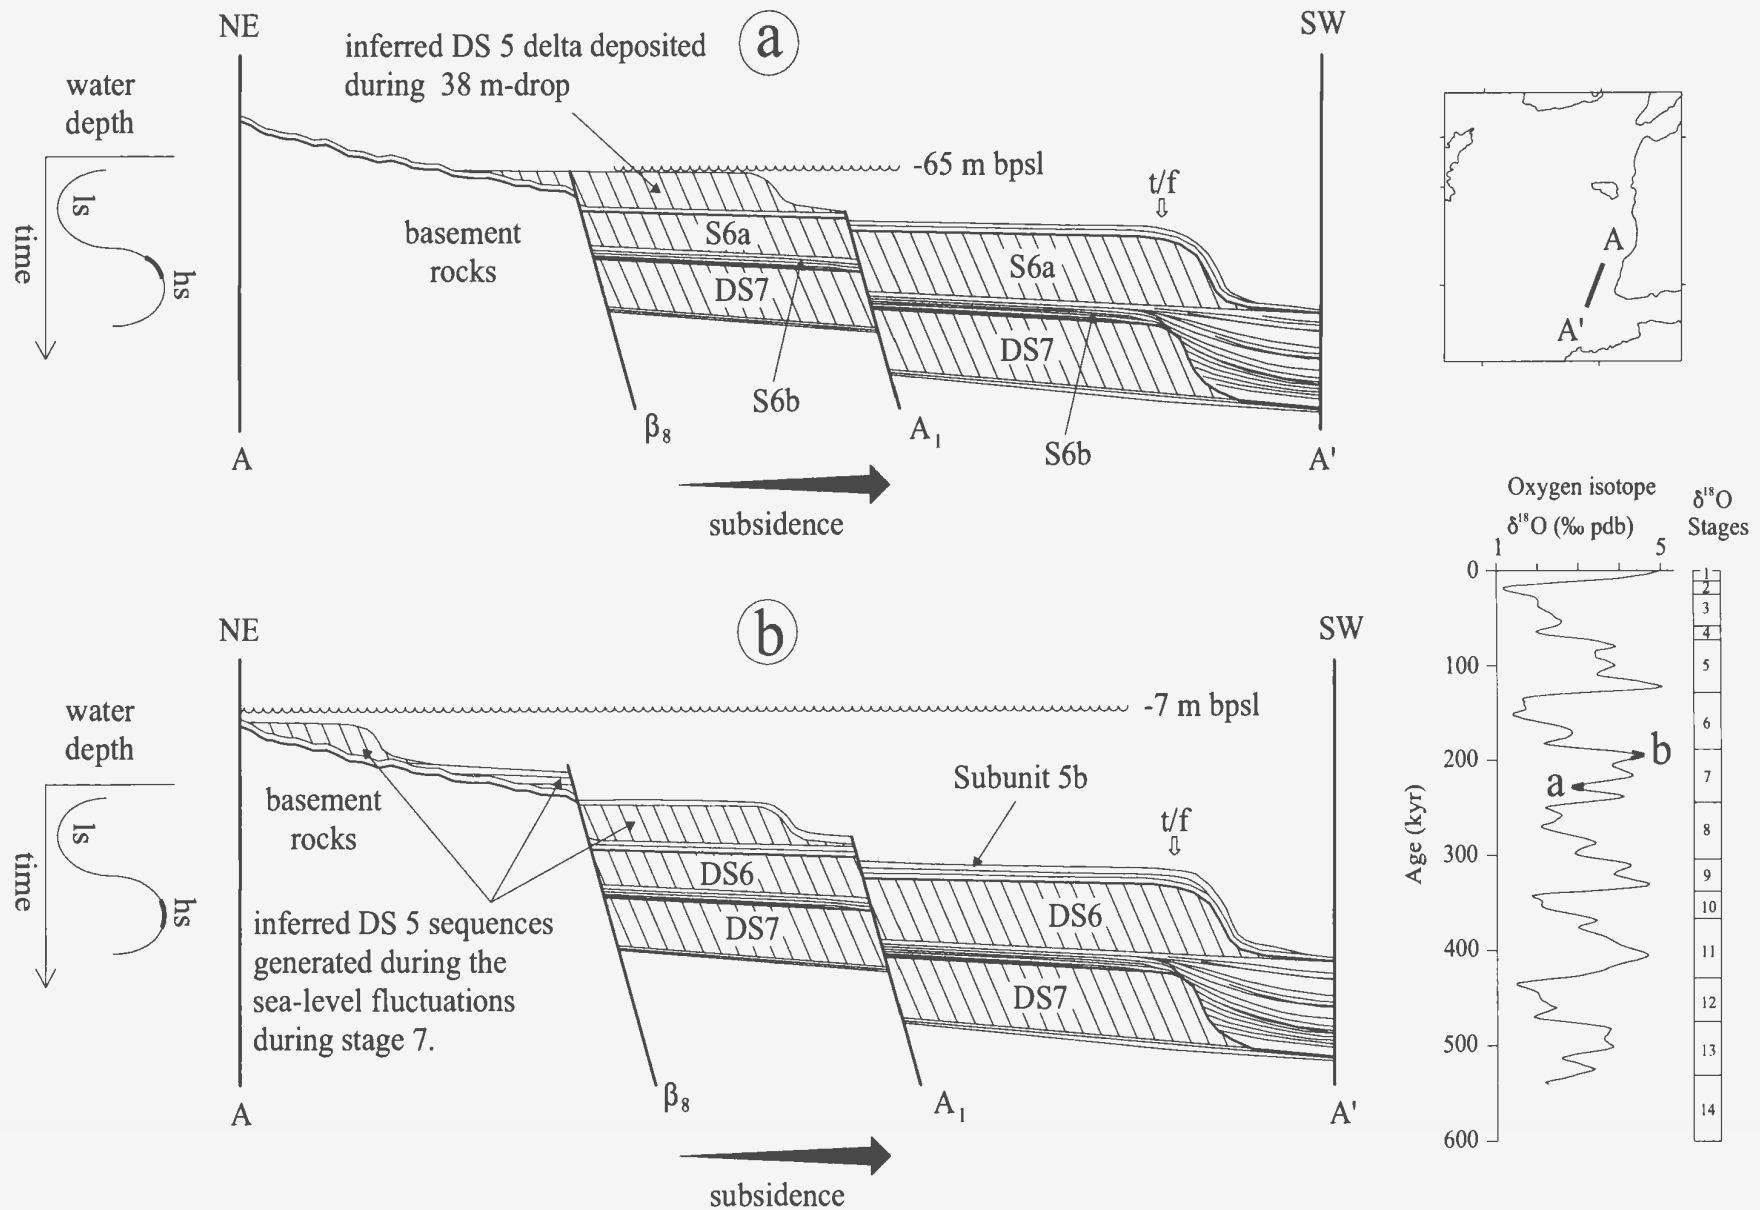 NE
SW
a
inferred DS 5 delta deposited
during 38 m-drop
water
depth
ls
hs
time
-65 m bpsl
t/f
basement
rocks
S6a
S6a
DS7
DS7
S6b
S6b
β8
A1
A
A'
subsidence
A
A'
Oxygen isotope
δ18O (‰ pdb)
δ18O
Stages
1
5
0
100
200
300
400
500
600
Age (kyr)
a
b
1
2
3
4
5
6
7
8
9
10
11
12
13
14
NE
SW
b
water
depth
ls
hs
time
-7 m bpsl
Subunit 5b
t/f
basement
rocks
DS6
DS6
DS7
DS7
inferred DS 5 sequences
generated during the
sea-level fluctuations
during stage 7.
β8
A1
A
A'
subsidence